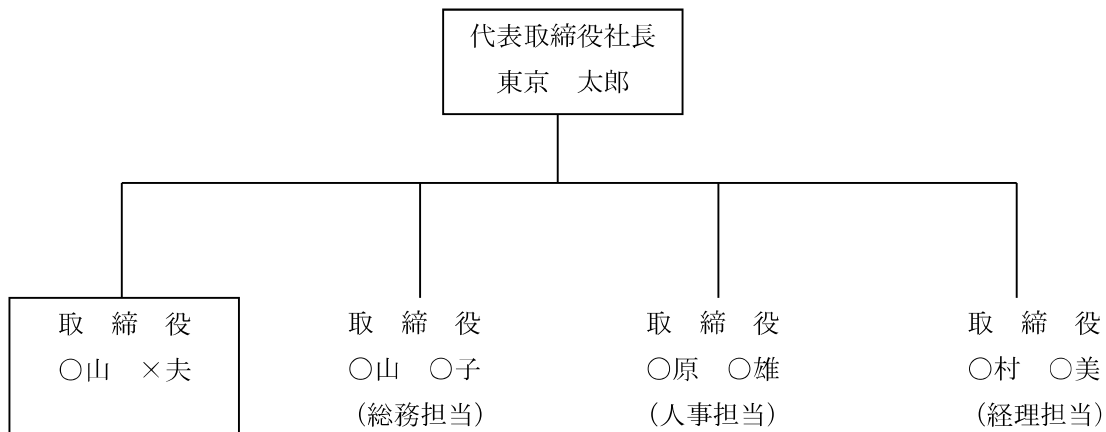 代表取締役社長
東京　太郎
取　締　役
○山　×夫
取　締　役
○山　○子
(総務担当)
取　締　役
○原　○雄
(人事担当)
取　締　役
○村　○美
(経理担当)